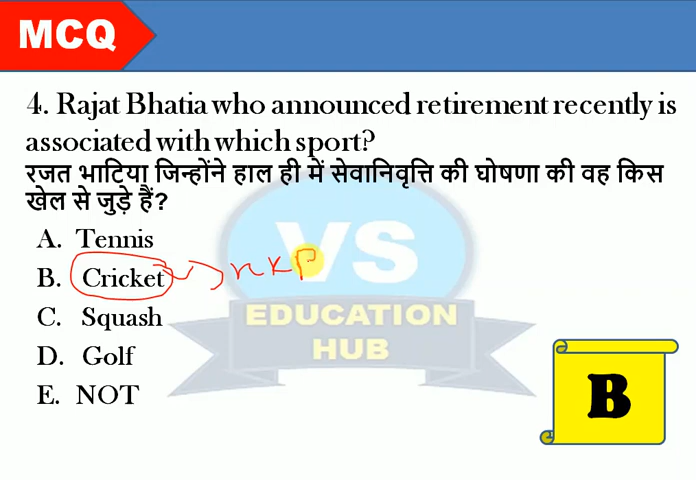 MCQ
4. Rajat Bhatia who announced retirement recently is
associated with which sport?
रजत भाटिया जिन्होंने हाल ही में सेवानिवृत्ति की घोषणा की वह किस
खेल से जुड़े हैं?
A. Tennis
B. Cricket
C. Squash
D. Golf
E. NOT
VS
EDUCATION
HUB
B